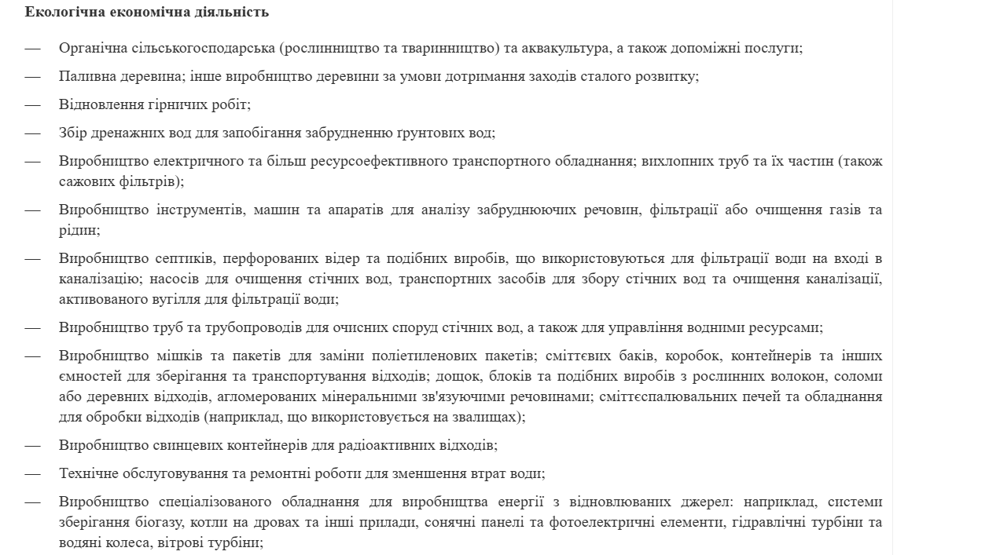 Екологічна економічна діяльність
— Органічна сільськогосподарська (рослинництво та тваринництво) та аквакультура, а також допоміжні послуги;
— Паливна деревина; інше виробництво деревини за умови дотримання заходів сталого розвитку;
— Відновлення гірничих робіт;
— Збір дренажних вод для запобігання забрудненню ґрунтових вод;
— Виробництво електричного та більш ресурсоефективного транспортного обладнання; вихлопних труб та їх частин (також
сажових фільтрів);
— Виробництво інструментів, машин та апаратів для аналізу забруднюючих речовин, фільтрації або очищення газів та
рідин;
— Виробництво септиків, перфорованих відер та подібних виробів, що використовуються для фільтрації води на вході в
каналізацію; насосів для очищення стічних вод, транспортних засобів для збору стічних вод та очищення каналізації,
активованого вугілля для фільтрації води;
— Виробництво труб та трубопроводів для очисних споруд стічних вод, а також для управління водними ресурсами;
— Виробництво мішків та пакетів для заміни поліетиленових пакетів; сміттєвих баків, коробок, контейнерів та інших
ємностей для зберігання та транспортування відходів; дощок, блоків та подібних виробів з рослинних волокон, соломи
або деревних відходів, агломерованих мінеральними зв'язуючими речовинами; сміттєспалювальних печей та обладнання
для обробки відходів (наприклад, що використовується на звалищах);
— Виробництво свинцевих контейнерів для радіоактивних відходів;
— Технічне обслуговування та ремонтні роботи для зменшення втрат води;
— Виробництво спеціалізованого обладнання для виробництва енергії з відновлюваних джерел: наприклад, системи
зберігання біогазу, котли на дровах та інші прилади, сонячні панелі та фотоелектричні елементи, гідравлічні турбіни та
водяні колеса, вітрові турбіни;